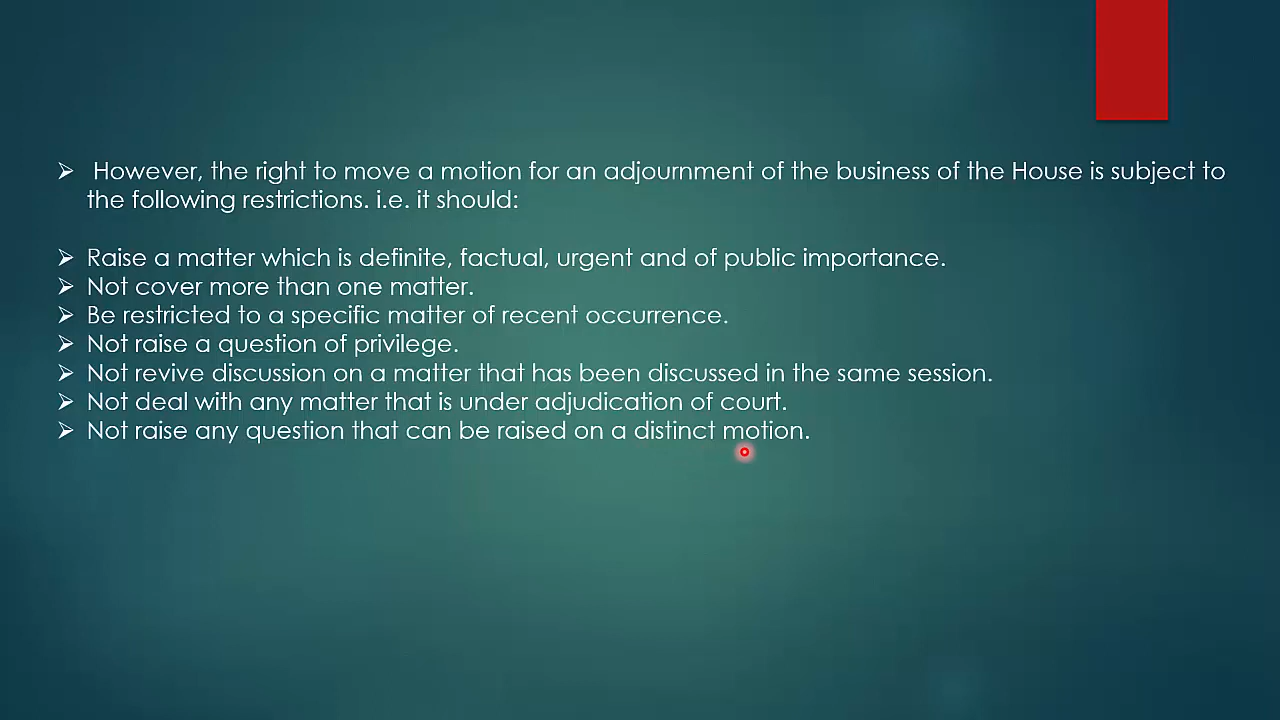 ➢ However, the right to move a motion for an adjournment of the business of the House is subject to
the following restrictions. i.e. it should:
➢ Raise a matter which is definite, factual, urgent and of public importance.
➢ Not cover more than one matter.
➢ Be restricted to a specific matter of recent occurrence.
➢ Not raise a question of privilege.
➢ Not revive discussion on a matter that has been discussed in the same session.
➢ Not deal with any matter that is under adjudication of court.
➢ Not raise any question that can be raised on a distinct motion.